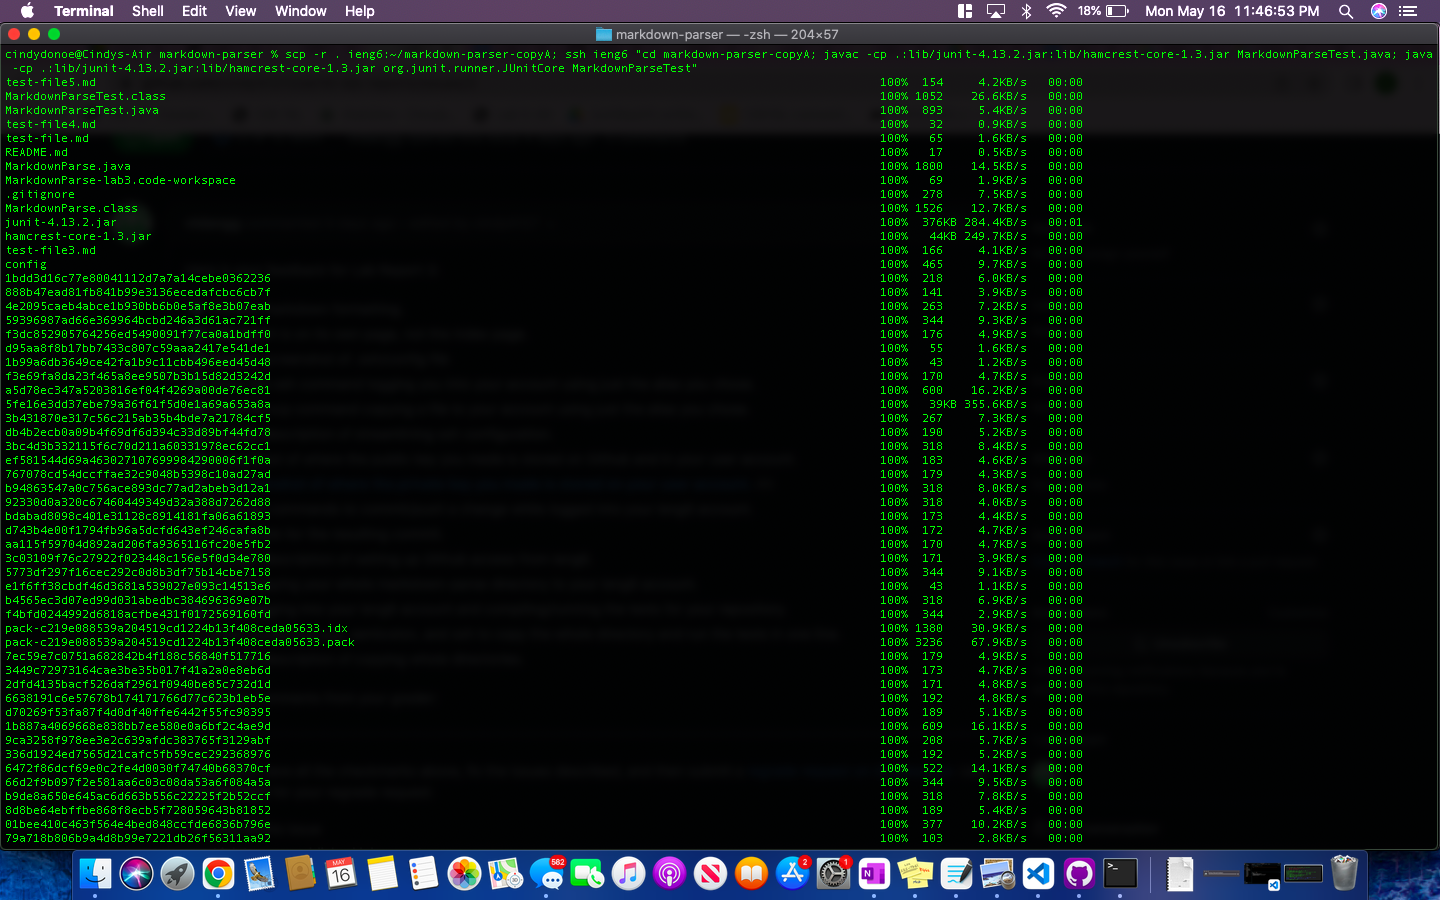 Terminal Shell Edit View Window Help 18% Mon May 16 11:46:53 PM
markdown-parser — -zsh — 204×57
cindydonoe@Cindys-Air markdown-parser % scp -r . ieng6:~/markdown-parser-copyA; ssh ieng6 "cd markdown-parser-copyA; javac -cp .:lib/junit-4.13.2.jar:lib/hamcrest-core-1.3.jar MarkdownParseTest.java; java
-cp .:lib/junit-4.13.2.jar:lib/hamcrest-core-1.3.jar org.junit.runner.JUnitCore MarkdownParseTest"
test-file5.md 100% 154 4.2KB/s 00:00
MarkdownParseTest.class 100% 1052 26.6KB/s 00:00
MarkdownParseTest.java 100% 893 5.4KB/s 00:00
test-file4.md 100% 32 0.9KB/s 00:00
test-file.md 100% 65 1.6KB/s 00:00
README.md 100% 17 0.5KB/s 00:00
MarkdownParse.java 100% 1800 14.5KB/s 00:00
MarkdownParse-lab3.code-workspace 100% 69 1.9KB/s 00:00
.gitignore 100% 278 7.5KB/s 00:00
MarkdownParse.class 100% 1526 12.7KB/s 00:00
junit-4.13.2.jar 100% 376KB 284.4KB/s 00:01
hamcrest-core-1.3.jar 100% 44KB 249.7KB/s 00:00
test-file3.md 100% 166 4.1KB/s 00:00
config 100% 465 9.7KB/s 00:00
1bdd3d16c77e80041112d7a7a14cebe0362236 100% 218 6.0KB/s 00:00
888b47ead81fb841b99e3136ecedafcbc6cb7f 100% 141 3.9KB/s 00:00
4e2095caeb4abce1b930bb6b0e5af8e3b07eab 100% 263 7.2KB/s 00:00
59396987ad66e369964bcbd246a3d61ac721ff 100% 344 9.3KB/s 00:00
f3dc852905764256ed5490091f77ca0a1bdff0 100% 176 4.9KB/s 00:00
d95aa8f8b17bb7433c807c59aaa2417e541de1 100% 55 1.6KB/s 00:00
1b99a6db3649ce42fa1b9c11cbb496eed45d48 100% 43 1.2KB/s 00:00
f3e69fa8da23f465a8ee9507b3b15d82d3242d 100% 170 4.7KB/s 00:00
a5d78ec347a5203816ef04f4269a00de76ec81 100% 600 16.2KB/s 00:00
5fe16e3dd37ebe79a36f61f5d0e1a69a653a8a 100% 39KB 355.6KB/s 00:00
3b431870e317c56c215ab35b4bde7a21784cf5 100% 267 7.3KB/s 00:00
db4b2ecb0a09b4f69df6d394c33d89bf44fd78 100% 190 5.2KB/s 00:00
3bc4d3b332115f6c70d211a60331978ec62cc1 100% 318 8.4KB/s 00:00
ef581544d69a463027107699984290006f1f0a 100% 183 4.6KB/s 00:00
767078cd54dccffae32c9048b5398c10ad27ad 100% 179 4.3KB/s 00:00
b94863547a0c756ace893dc77ad2abeb3d12a1 100% 318 8.0KB/s 00:00
92330d0a320c67460449349d32a388d7262d88 100% 318 4.0KB/s 00:00
bdabad8098c401e31128c8914181fa06a61893 100% 173 4.4KB/s 00:00
d743b4e00f1794fb96a5dcfd643ef246cafa8b 100% 172 4.7KB/s 00:00
aa115f59704d892ad206fa9365116fc20e5fb2 100% 170 4.7KB/s 00:00
3c03109f76c27922f023448c156e5f0d34e780 100% 171 3.9KB/s 00:00
5773df297f16cec292c0d8b3df75b14cbe7158 100% 344 9.1KB/s 00:00
e1f6ff38cbdf46d3681a539027e093c14513e6 100% 43 1.1KB/s 00:00
b4565ec3d07ed99d031abedbc384696369e07b 100% 318 6.9KB/s 00:00
f4bfd0244992d6818acfbe431f0172569160fd 100% 344 2.9KB/s 00:00
pack-c219e088539a204519cd1224b13f408ceda05633.idx 100% 1380 30.9KB/s 00:00
pack-c219e088539a204519cd1224b13f408ceda05633.pack 100% 3236 67.9KB/s 00:00
7ec59e7c0751a682842b4f188c56840f517716 100% 179 4.9KB/s 00:00
3449c72973164cae3be35b017f41a2a0e8eb6d 100% 173 4.7KB/s 00:00
2dfd4135bacf526daf2961f0940be85c732d1d 100% 171 4.8KB/s 00:00
6638191c6e57678b174171766d77c623b1eb5e 100% 192 4.8KB/s 00:00
d70269f53fa87f4d0df40ffe6442f55fc98395 100% 189 5.1KB/s 00:00
1b887a4069668e838bb7ee580e0a6bf2c4ae9d 100% 609 16.1KB/s 00:00
9ca3258f978ee3e2c639afdc383765f3129abf 100% 208 5.7KB/s 00:00
336d1924ed7565d21cafc5fb59cec292368976 100% 192 5.2KB/s 00:00
6472f86dcf69e0c2fe4d0030f74740b68370cf 100% 522 14.1KB/s 00:00
66d2f9b097f2e581aa6c03c08da53a6f084a5a 100% 344 9.5KB/s 00:00
b9de8a650e645ac6d663b556c22225f2b52ccf 100% 318 7.8KB/s 00:00
8d8be64ebffbe868f8ecb5f728059643b81852 100% 189 5.4KB/s 00:00
01bee410c463f564e4bed848ccfde6836b796e 100% 377 10.2KB/s 00:00
79a718b806b9a4d8b99e7221db26f56311aa92 100% 103 2.8KB/s 00:00
MAY
16
582
2
1